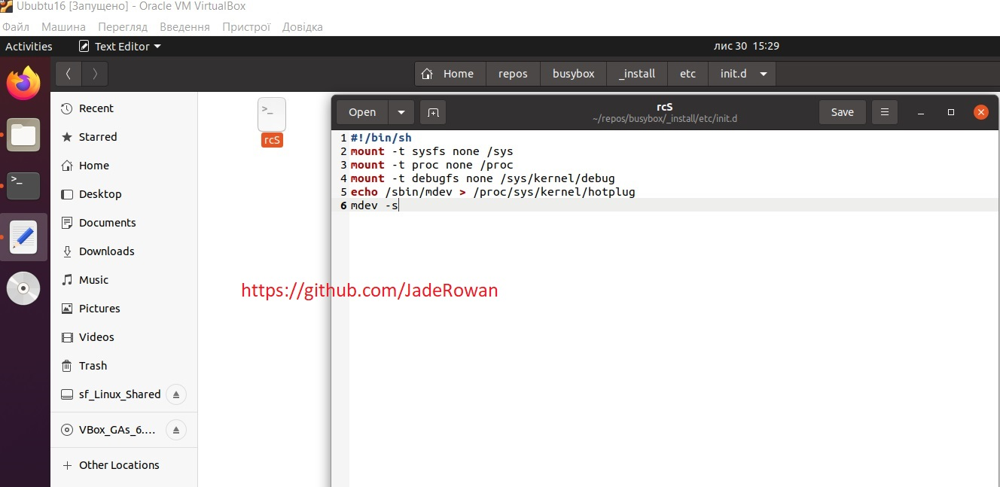 Ububtu16 [Запущено] - Oracle VM VirtualBox
Файл Машина Перегляд Введення Пристрої Довідка
Activities Text Editor лис 30 15:29
Home repos busybox _install etc init.d
Recent
Starred
Home
Desktop
Documents
Downloads
Music
Pictures
Videos
Trash
sf_Linux_Shared
VBox_GAs_6....
Other Locations
>_
rcS
Open rcS Save
~/repos/busybox/_install/etc/init.d
1 #!/bin/sh
2 mount -t sysfs none /sys
3 mount -t proc none /proc
4 mount -t debugfs none /sys/kernel/debug
5 echo /sbin/mdev > /proc/sys/kernel/hotplug
6 mdev -s
https://github.com/JadeRowan